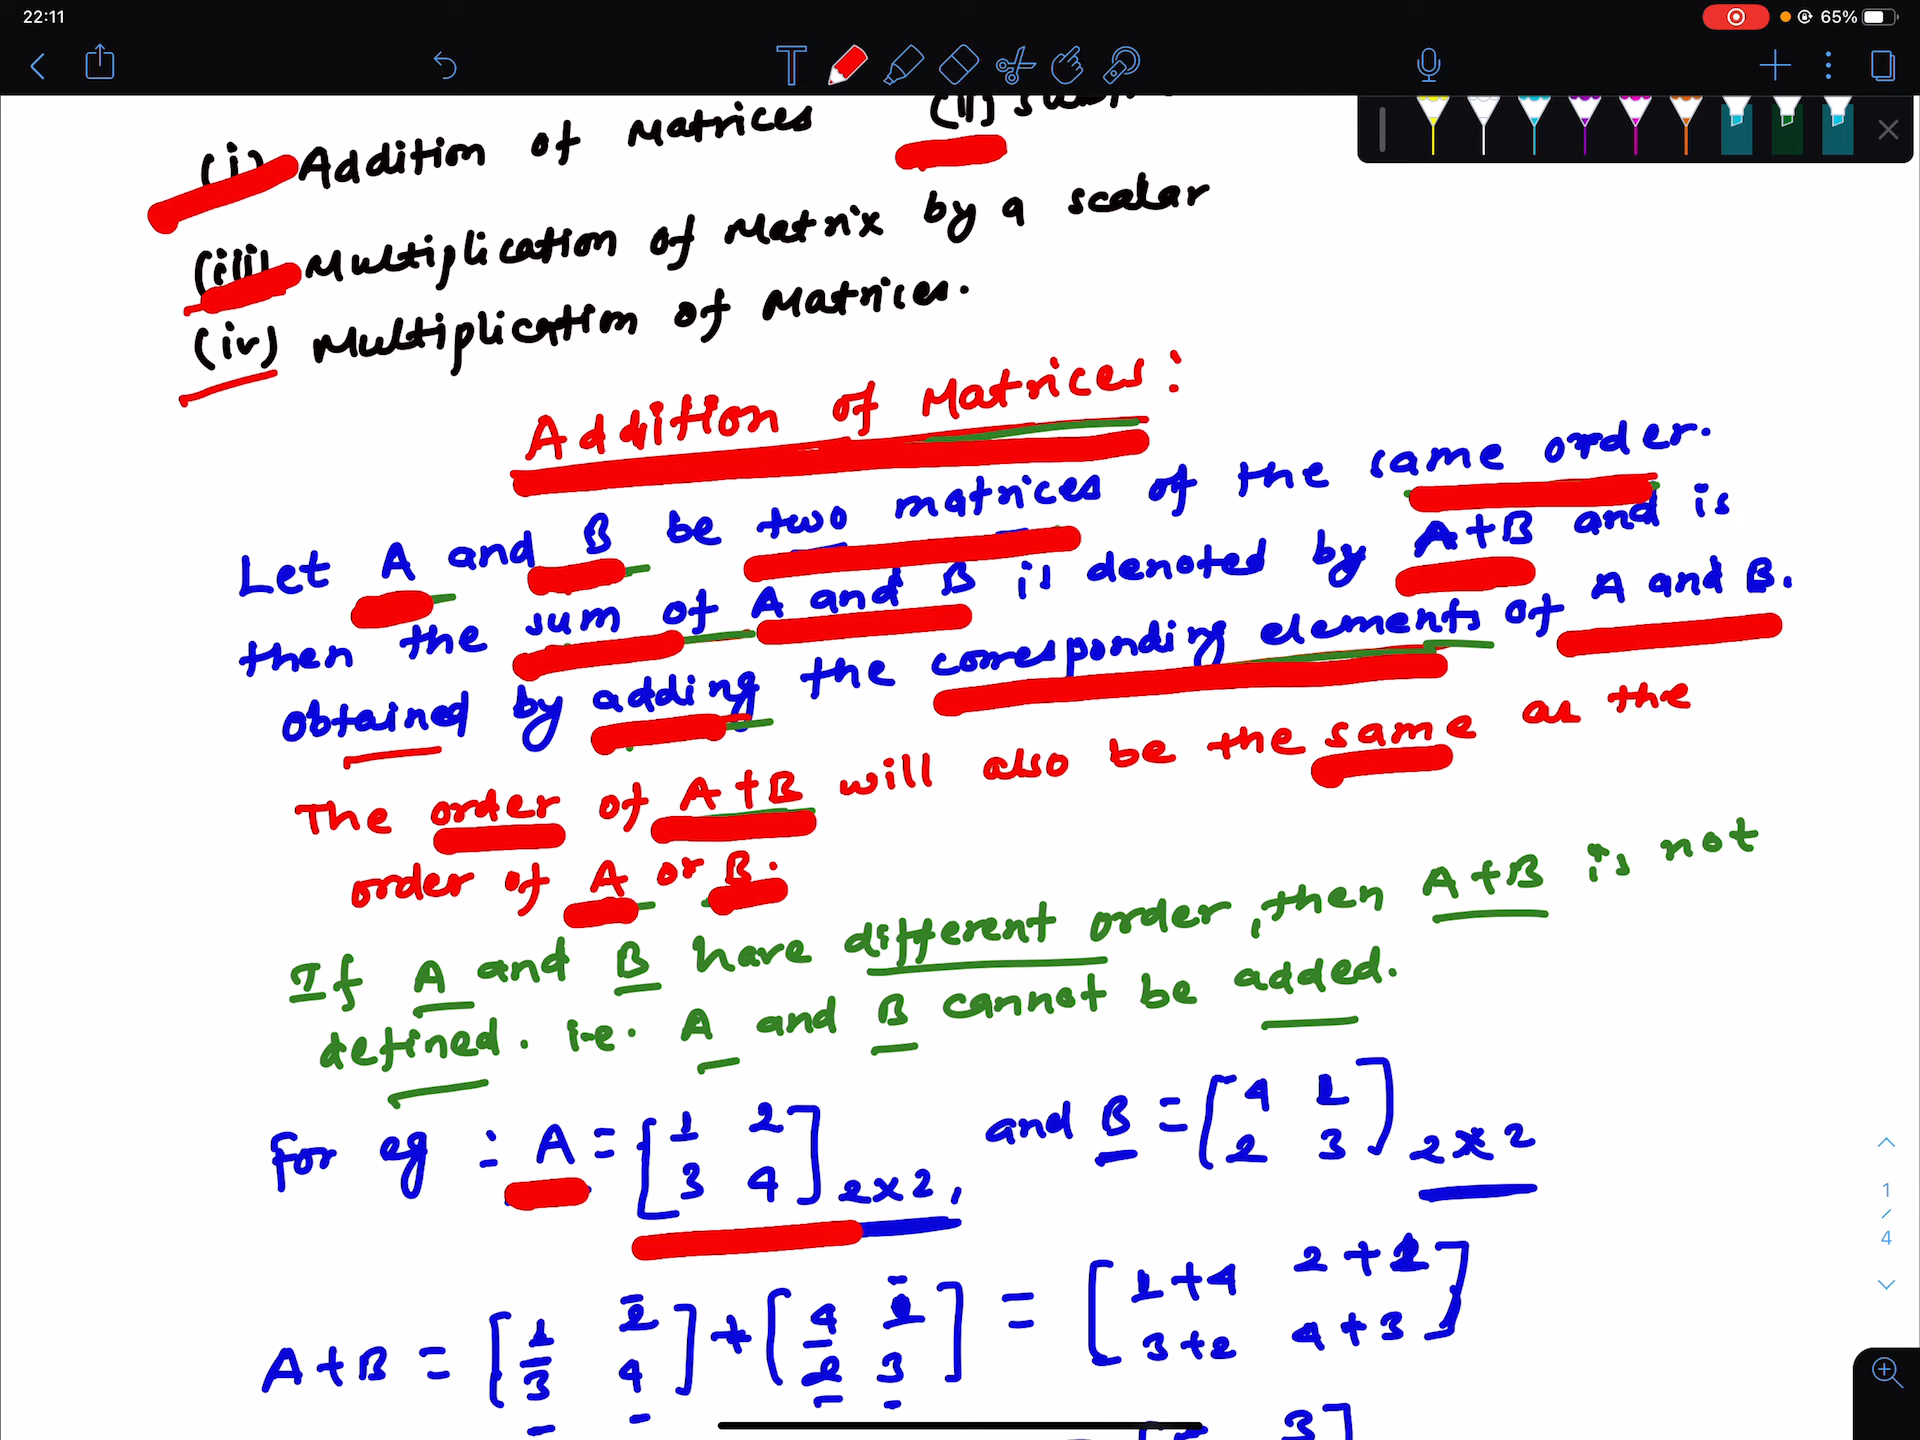 22:11
65%
(i) Addition of Matrices (ii)
(iii) Multiplication of Matrix by a scalar
(iv) Multiplication of Matrices.
Addition of Matrices:
Let A and B be two matrices of the same order.
then the sum of A and B is denoted by A+B and is
obtained by adding the corresponding elements of A and B.
The order of A+B will also be the same as the
order of A or B.
If A and B have different order, then A+B is not
defined. i.e. A and B cannot be added.
for eg : A = [1 2
3 4] 2x2, and B = [4 1
2 3] 2x2
A+B = [1 2
3 4] + [4 1
2 3] = [1+4 2+1
3+2 4+3]
3]
1
/
4